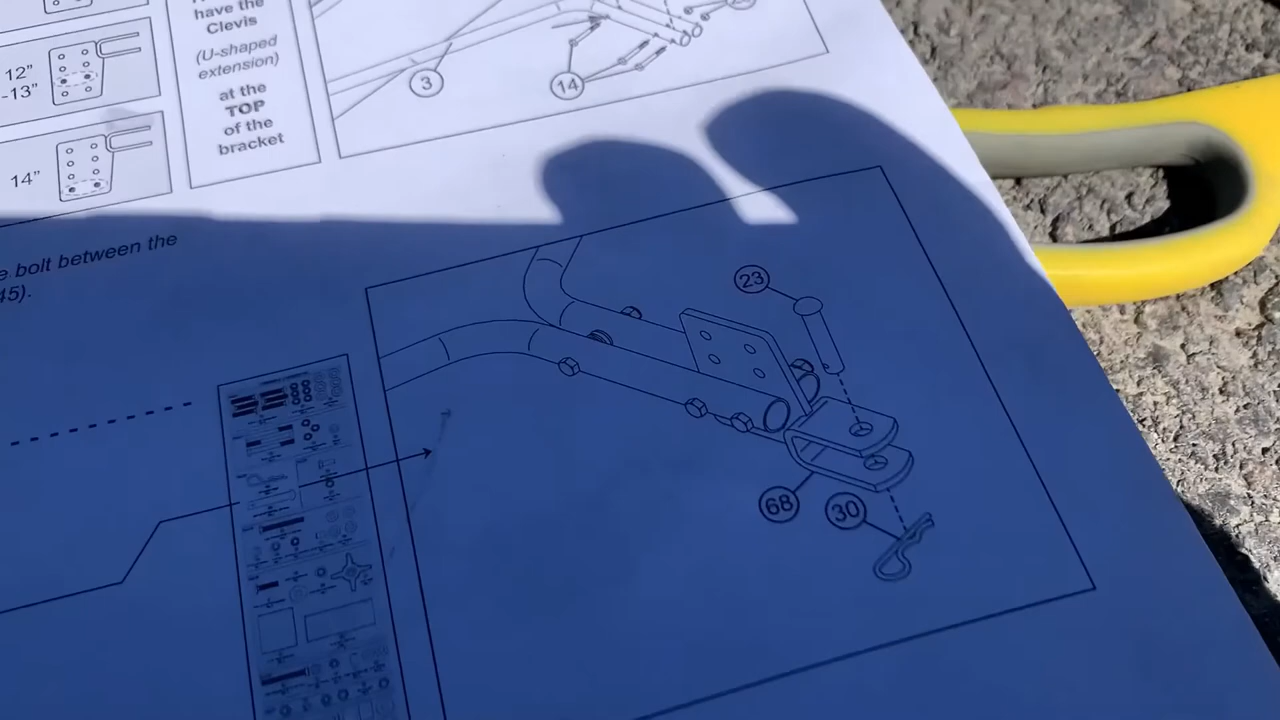 have the
Clevis
(U-shaped
extension)
at the
TOP
of the
bracket
12"
-13"
14"
3
14
e bolt between the
45).
23
68
30